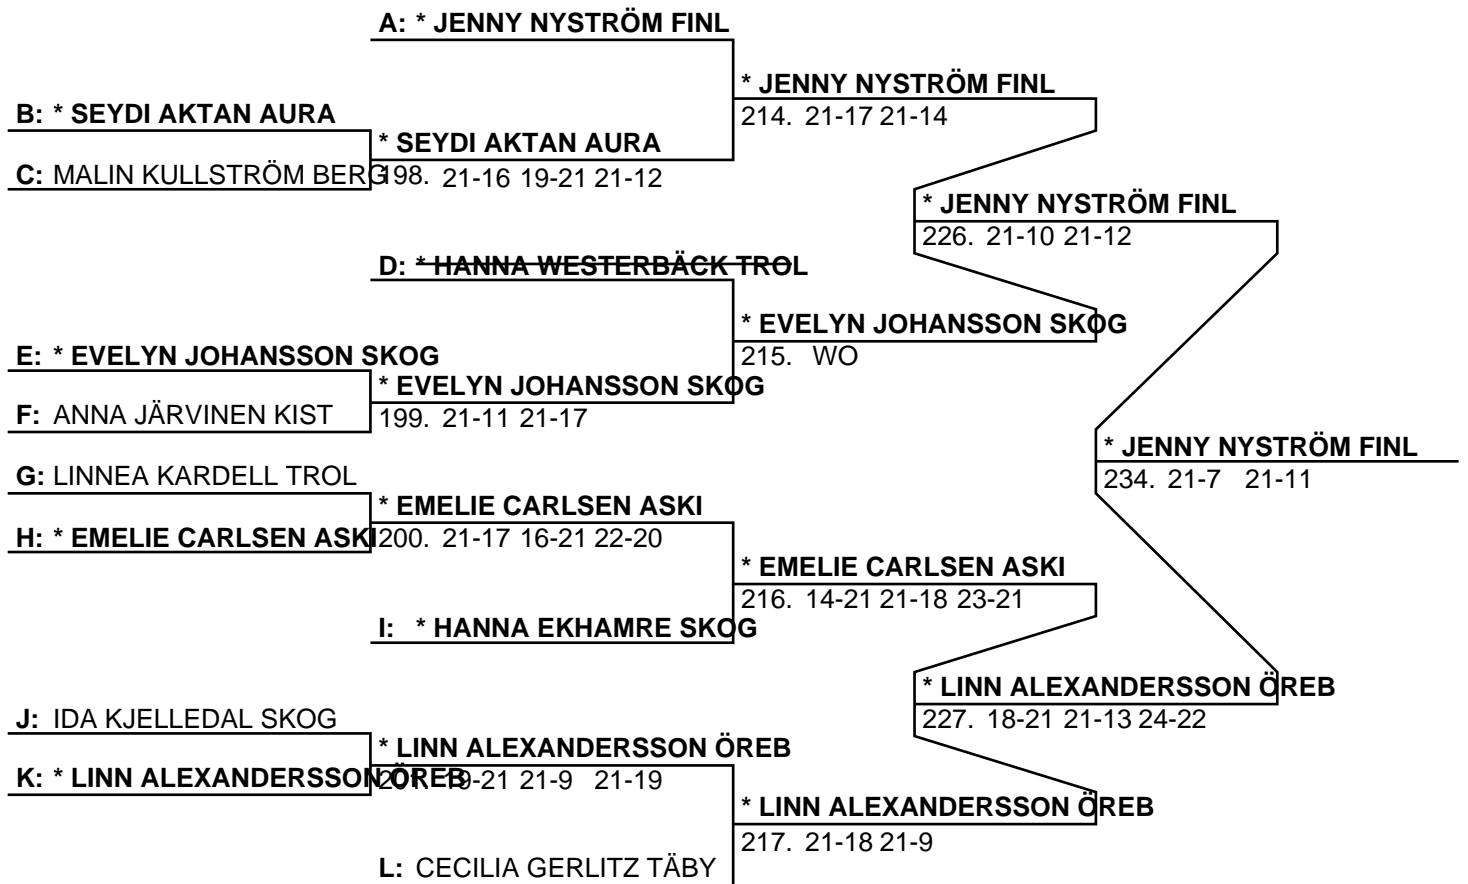 A: * JENNY NYSTRÖM FINL
* JENNY NYSTRÖM FINL
214. 21-17 21-14
B: * SEYDI AKTAN AURA
* SEYDI AKTAN AURA
C: MALIN KULLSTRÖM BERG
198. 21-16 19-21 21-12
* JENNY NYSTRÖM FINL
226. 21-10 21-12
D: * HANNA WESTERBÄCK TROL
* EVELYN JOHANSSON SKOG
215. WO
E: * EVELYN JOHANSSON SKOG
* EVELYN JOHANSSON SKOG
F: ANNA JÄRVINEN KIST
199. 21-11 21-17
* JENNY NYSTRÖM FINL
234. 21-7 21-11
G: LINNEA KARDELL TROL
* EMELIE CARLSEN ASKI
H: * EMELIE CARLSEN ASKI
200. 21-17 16-21 22-20
* EMELIE CARLSEN ASKI
216. 14-21 21-18 23-21
I: * HANNA EKHAMRE SKOG
* LINN ALEXANDERSSON ÖREB
227. 18-21 21-13 24-22
J: IDA KJELLEDAL SKOG
* LINN ALEXANDERSSON ÖREB
K: * LINN ALEXANDERSSON ÖREB
201. 19-21 21-9 21-19
* LINN ALEXANDERSSON ÖREB
217. 21-18 21-9
L: CECILIA GERLITZ TÄBY